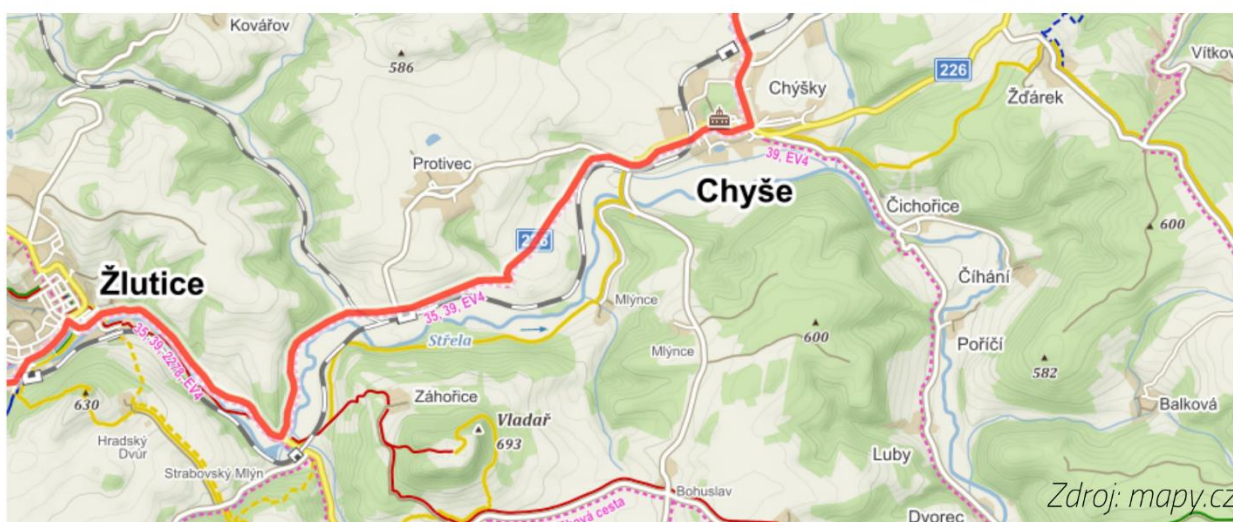 Kovářov
586
226
Chýšky
Žďárek
Vítkov
Protivec
39, EV4
Chyše
Čichořice
600
Žlutice
Číhání
Mlýnce
35, 39, EV4
Střela
35, 39, 2278, EV4
Mlýnce
600
Poříčí
582
630
Záhořice
Vladař
693
Balková
Hradský
Dvůr
Luby
Strabovský Mlýn
Bohuslav
cesta
Dvorec
Zdroj: mapy.cz